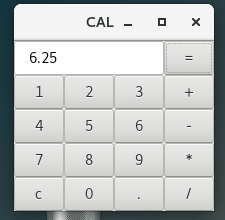 CAL
6.25 =
1 2 3 +
4 5 6 -
7 8 9 *
c 0 . /